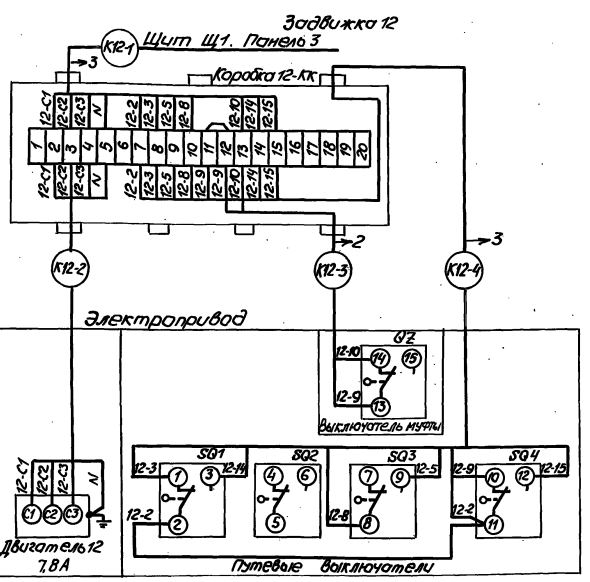 Задвижка 12
К12-1
Щит Щ1. Панель 3
3
Коробка 12-КК
12-С1 12-С2 12-С3 N 12-2 12-3 12-5 12-8 12-10 12-14 12-15
1 2 3 4 5 6 7 8 9 10 11 12 13 14 15 16 17 18 19 20
12-С1 12-С2 12-С3 N 12-2 12-3 12-5 12-8 12-9 12-9 12-10 12-14 12-15
2
3
К12-2
К12-3
К12-4
Электропривод
QZ
12-10 14 15
12-9 13
Выключатель муфты
SQ1 SQ2 SQ3 SQ4
12-3 1 3 12-14 4 6 7 9 12-5 12-9 10 12 12-15
12-2 2 5 12-8 8 12-2 11
12-С1 12-С2 12-С3 N
С1 С2 С3
Двигатель 12
7,8 А
Путевые выключатели